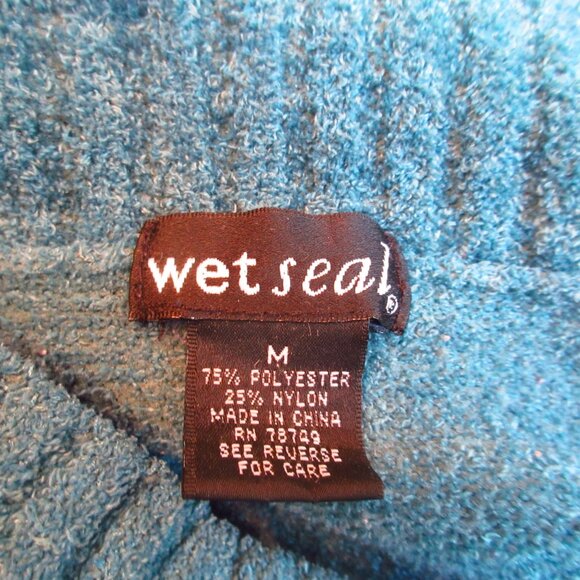 wet seal®
M
75% POLYESTER
25% NYLON
MADE IN CHINA
RN 78749
SEE REVERSE
FOR CARE